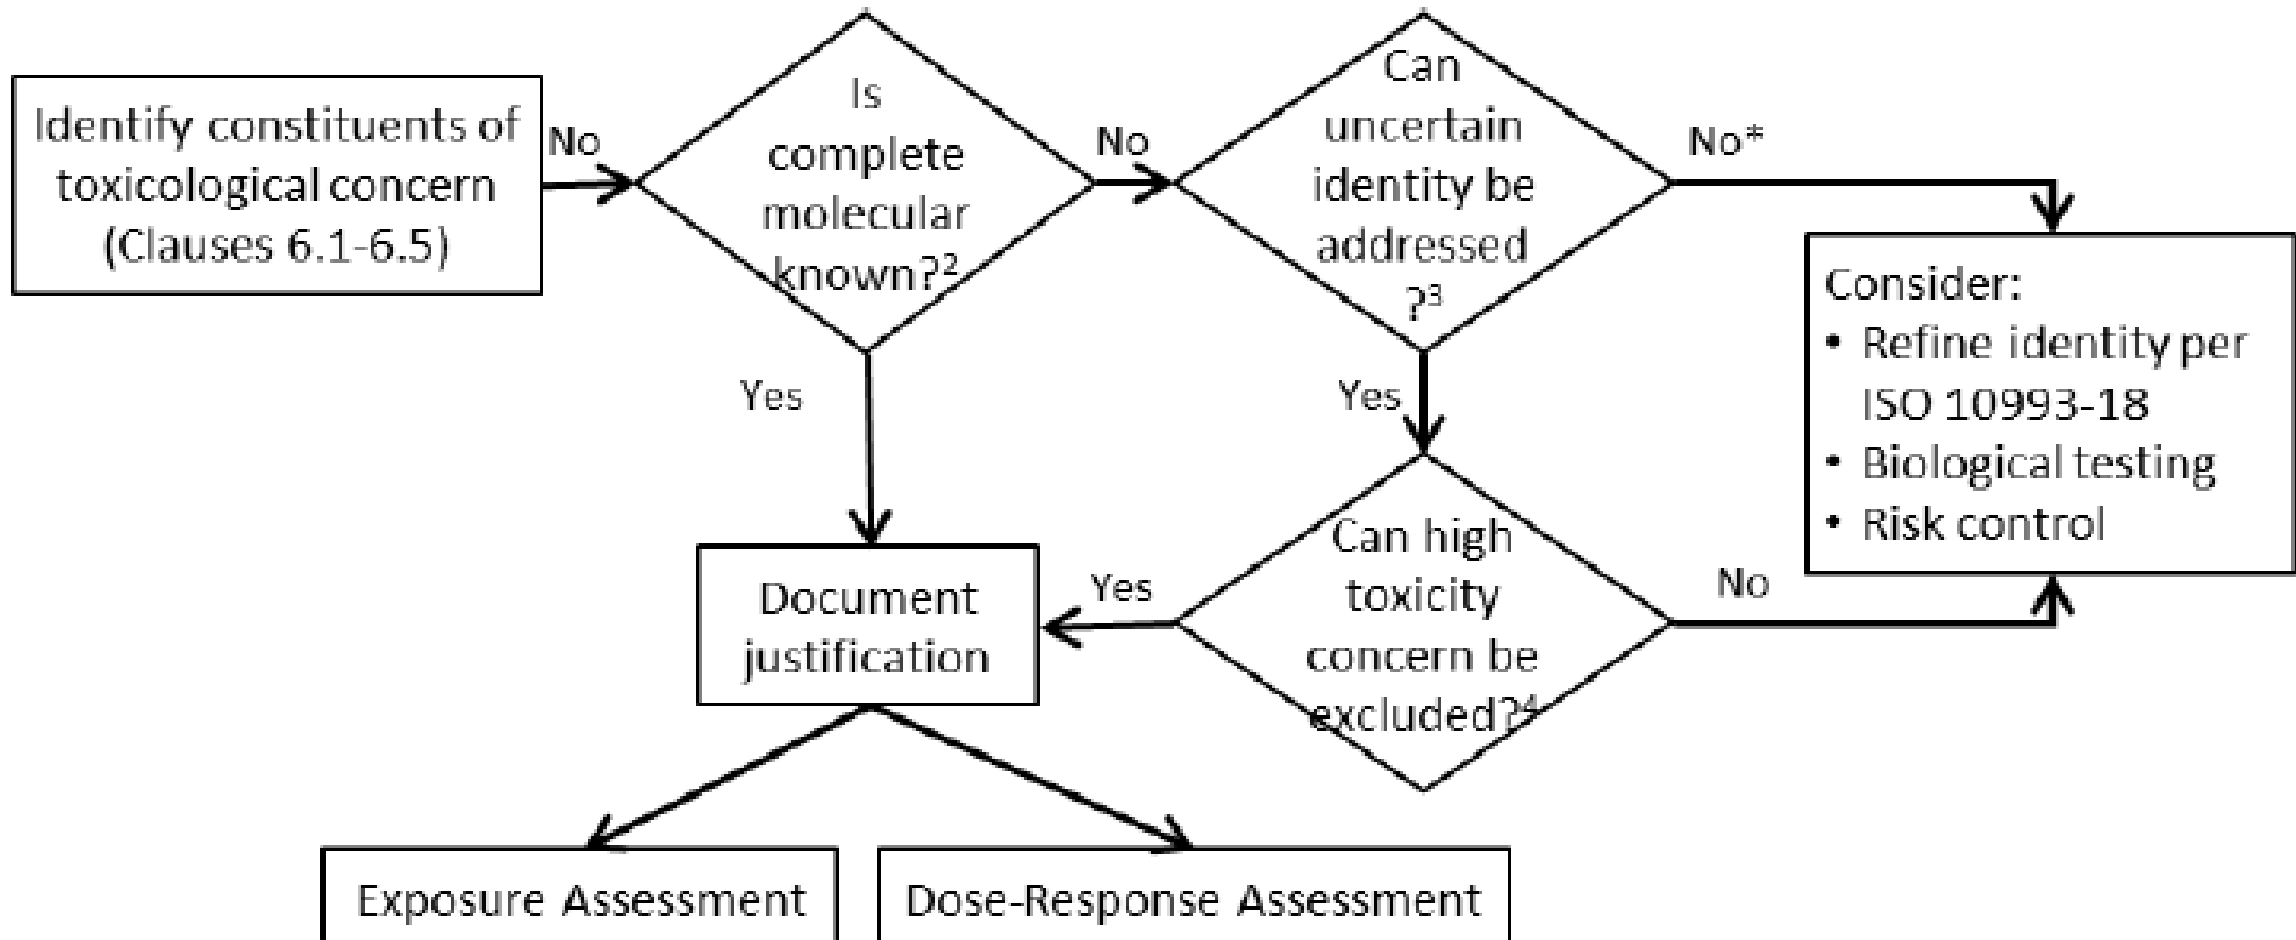 Identify constituents of
toxicological concern
(Clauses 6.1-6.5)
No
Is
complete
molecular
known?²
No
Can
uncertain
identity be
addressed
?³
No*
Consider:
• Refine identity per
ISO 10993-18
• Biological testing
• Risk control
Yes
Yes
Document
justification
Yes
Can high
toxicity
concern be
excluded?⁴
No
Exposure Assessment
Dose-Response Assessment